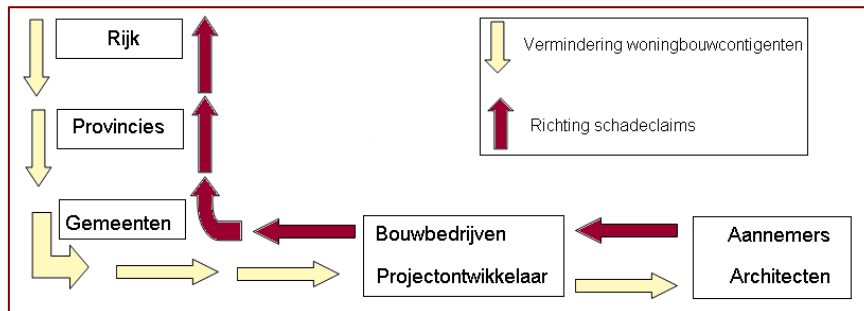 Rijk
Vermindering woningbouwcontigenten
Provincies
Richting schadeclaims
Gemeenten
Bouwbedrijven
Projectontwikkelaar
Aannemers
Architecten